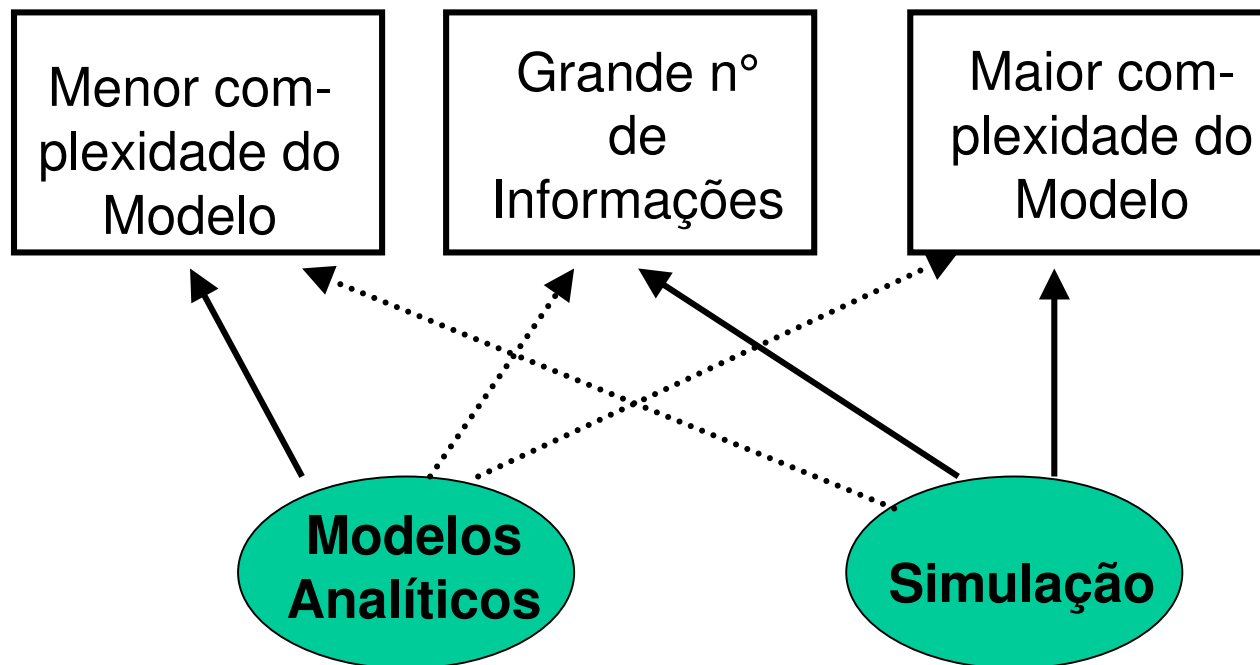 Menor com-
plexidade do
Modelo
Grande n°
de
Informações
Maior com-
plexidade do
Modelo
Modelos
Analíticos
Simulação